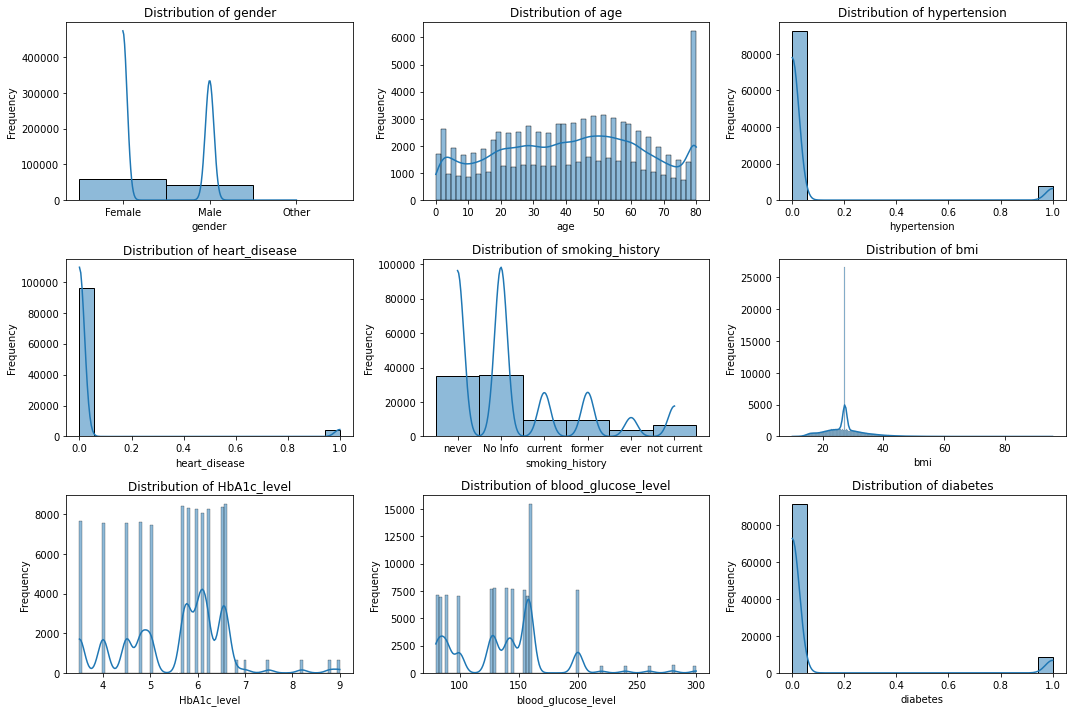 Distribution of gender
Frequency
400000
300000
200000
100000
0
Female Male Other
gender
Distribution of age
Frequency
6000
5000
4000
3000
2000
1000
0
0 10 20 30 40 50 60 70 80
age
Distribution of hypertension
Frequency
80000
60000
40000
20000
0
0.0 0.2 0.4 0.6 0.8 1.0
hypertension
Distribution of heart_disease
Frequency
100000
80000
60000
40000
20000
0
0.0 0.2 0.4 0.6 0.8 1.0
heart_disease
Distribution of smoking_history
Frequency
100000
80000
60000
40000
20000
0
never No Info current former ever not current
smoking_history
Distribution of bmi
Frequency
25000
20000
15000
10000
5000
0
20 40 60 80
bmi
Distribution of HbA1c_level
Frequency
8000
6000
4000
2000
0
4 5 6 7 8 9
HbA1c_level
Distribution of blood_glucose_level
Frequency
15000
12500
10000
7500
5000
2500
0
100 150 200 250 300
blood_glucose_level
Distribution of diabetes
Frequency
80000
60000
40000
20000
0
0.0 0.2 0.4 0.6 0.8 1.0
diabetes